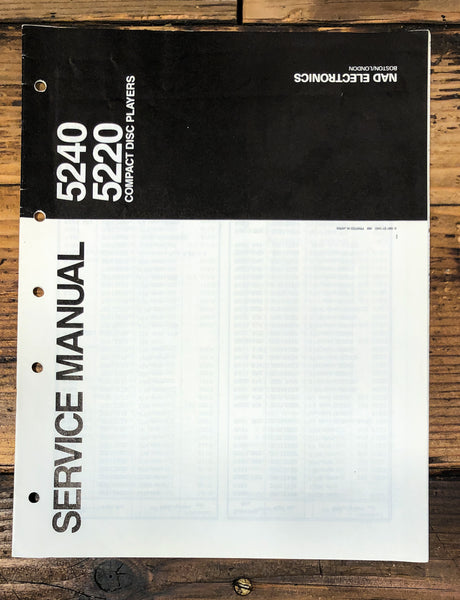 SERVICE MANUAL
5240
5220
COMPACT DISC PLAYERS
NAD ELECTRONICS
BOSTON/LONDON